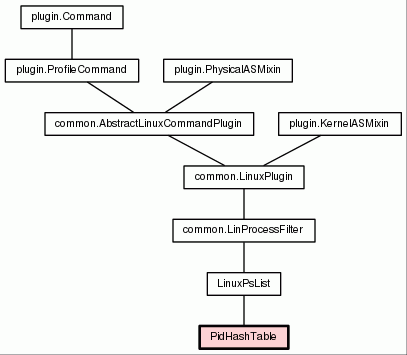 plugin.Command
plugin.ProfileCommand
plugin.PhysicalASMixin
common.AbstractLinuxCommandPlugin
plugin.KernelASMixin
common.LinuxPlugin
common.LinProcessFilter
LinuxPsList
PidHashTable